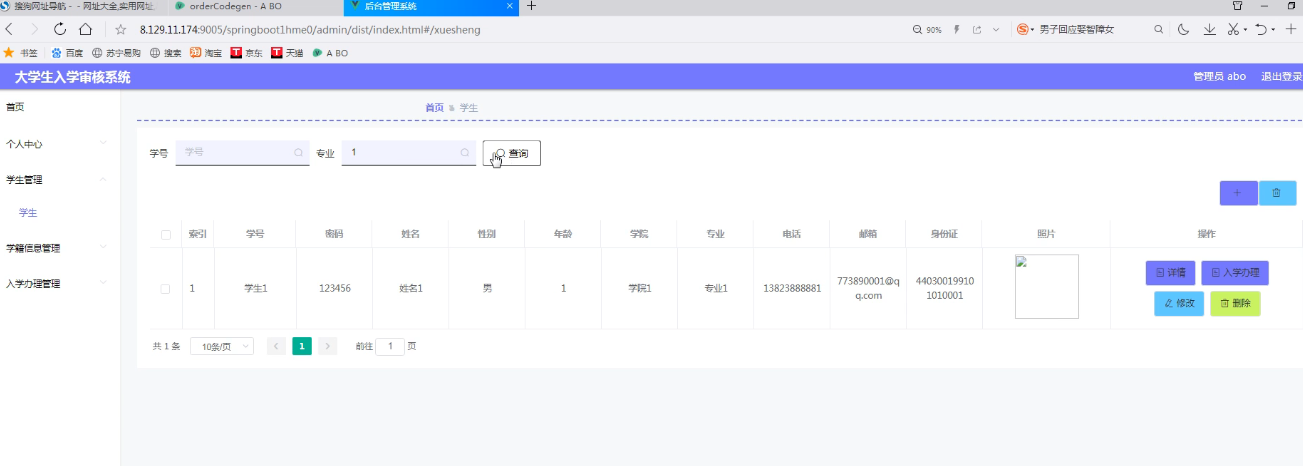 搜狗网址导航 - - 网址大全,实用网址 orderCodegen - A BO 后台管理系统
8.129.11.174:9005/springboot1hme0/admin/dist/index.html#/xuesheng 90% 男子回应娶智障女
书签 百度 苏宁易购 搜索 淘宝 京东 天猫 A BO
大学生入学审核系统 管理员 abo 退出登录
首页
首页 学生
个人中心
学生管理
学生
学籍信息管理
入学办理管理
学号 学号 专业 1 查询
索引 学号 密码 姓名 性别 年龄 学院 专业 电话 邮箱 身份证 照片 操作
1 学生1 123456 姓名1 男 1 学院1 专业1 13823888881 773890001@q
q.com 44030019910
1010001 详情 入学办理
修改 删除
共 1 条 10条/页 1 前往 1 页